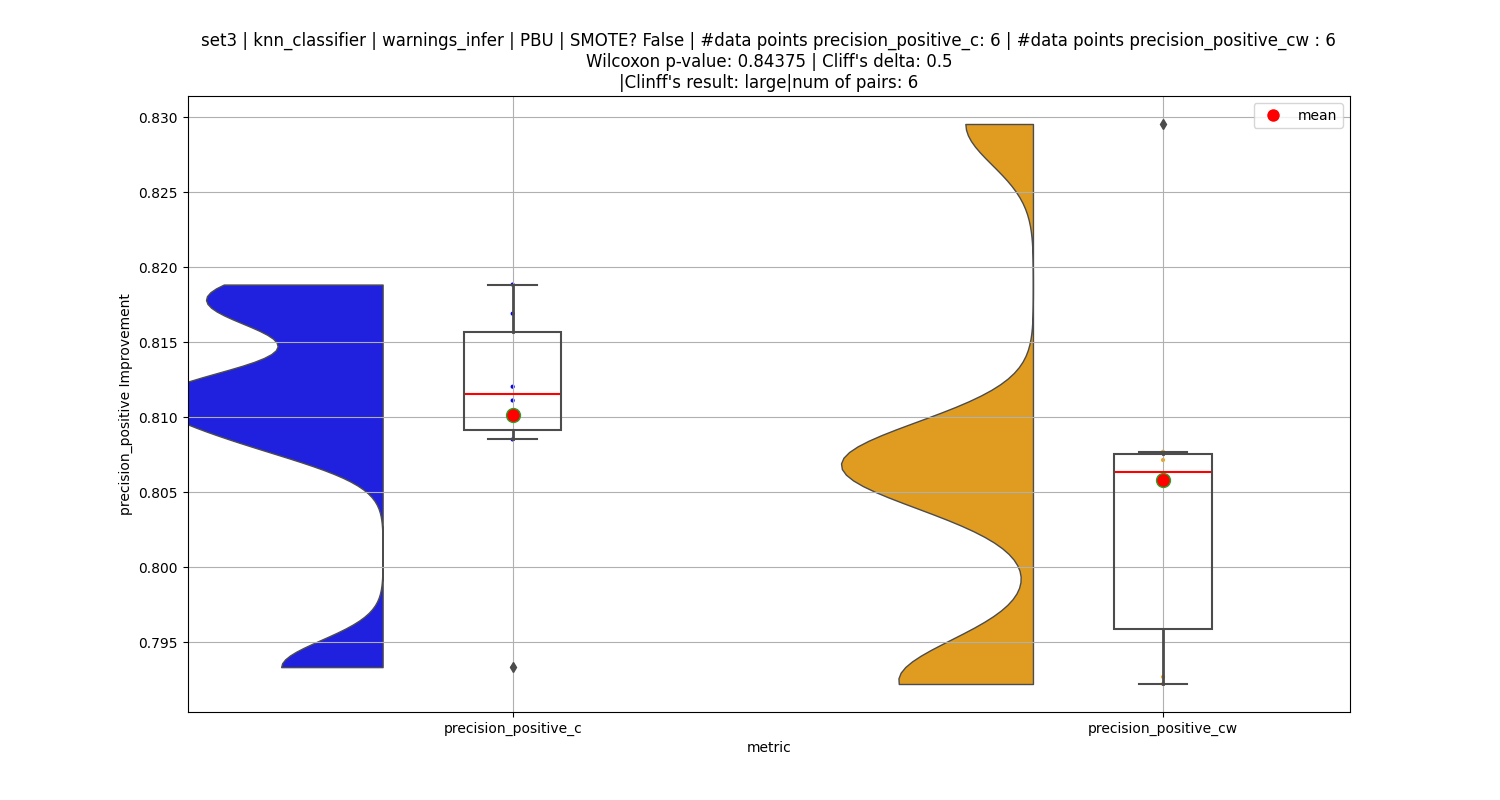 set3 | knn_classifier | warnings_infer | PBU | SMOTE? False | #data points precision_positive_c: 6 | #data points precision_positive_cw : 6
Wilcoxon p-value: 0.84375 | Cliff's delta: 0.5
|Clinff's result: large|num of pairs: 6
mean
0.830
0.825
0.820
0.815
0.810
0.805
0.800
0.795
precision_positive Improvement
precision_positive_c
precision_positive_cw
metric